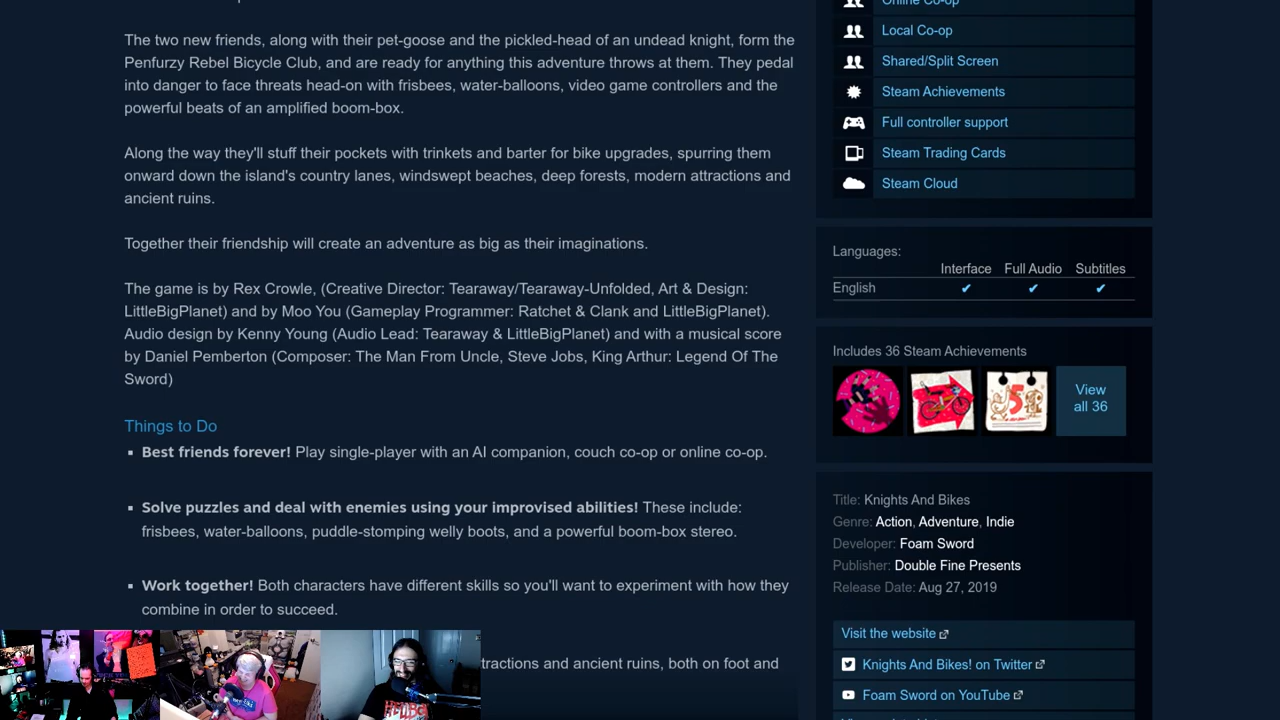 The two new friends, along with their pet-goose and the pickled-head of an undead knight, form the
Penfurzy Rebel Bicycle Club, and are ready for anything this adventure throws at them. They pedal
into danger to face threats head-on with frisbees, water-balloons, video game controllers and the
powerful beats of an amplified boom-box.
Along the way they'll stuff their pockets with trinkets and barter for bike upgrades, spurring them
onward down the island's country lanes, windswept beaches, deep forests, modern attractions and
ancient ruins.
Together their friendship will create an adventure as big as their imaginations.
The game is by Rex Crowle, (Creative Director: Tearaway/Tearaway-Unfolded, Art & Design:
LittleBigPlanet) and by Moo You (Gameplay Programmer: Ratchet & Clank and LittleBigPlanet).
Audio design by Kenny Young (Audio Lead: Tearaway & LittleBigPlanet) and with a musical score
by Daniel Pemberton (Composer: The Man From Uncle, Steve Jobs, King Arthur: Legend Of The
Sword)
Things to Do
Best friends forever! Play single-player with an AI companion, couch co-op or online co-op.
Solve puzzles and deal with enemies using your improvised abilities! These include:
frisbees, water-balloons, puddle-stomping welly boots, and a powerful boom-box stereo.
Work together! Both characters have different skills so you'll want to experiment with how they
combine in order to succeed.
tractions and ancient ruins, both on foot and
Online Co-op
Local Co-op
Shared/Split Screen
Steam Achievements
Full controller support
Steam Trading Cards
Steam Cloud
Languages:
Interface Full Audio Subtitles
English ✔ ✔ ✔
Includes 36 Steam Achievements
View
all 36
Title: Knights And Bikes
Genre: Action, Adventure, Indie
Developer: Foam Sword
Publisher: Double Fine Presents
Release Date: Aug 27, 2019
Visit the website
Knights And Bikes! on Twitter
Foam Sword on YouTube